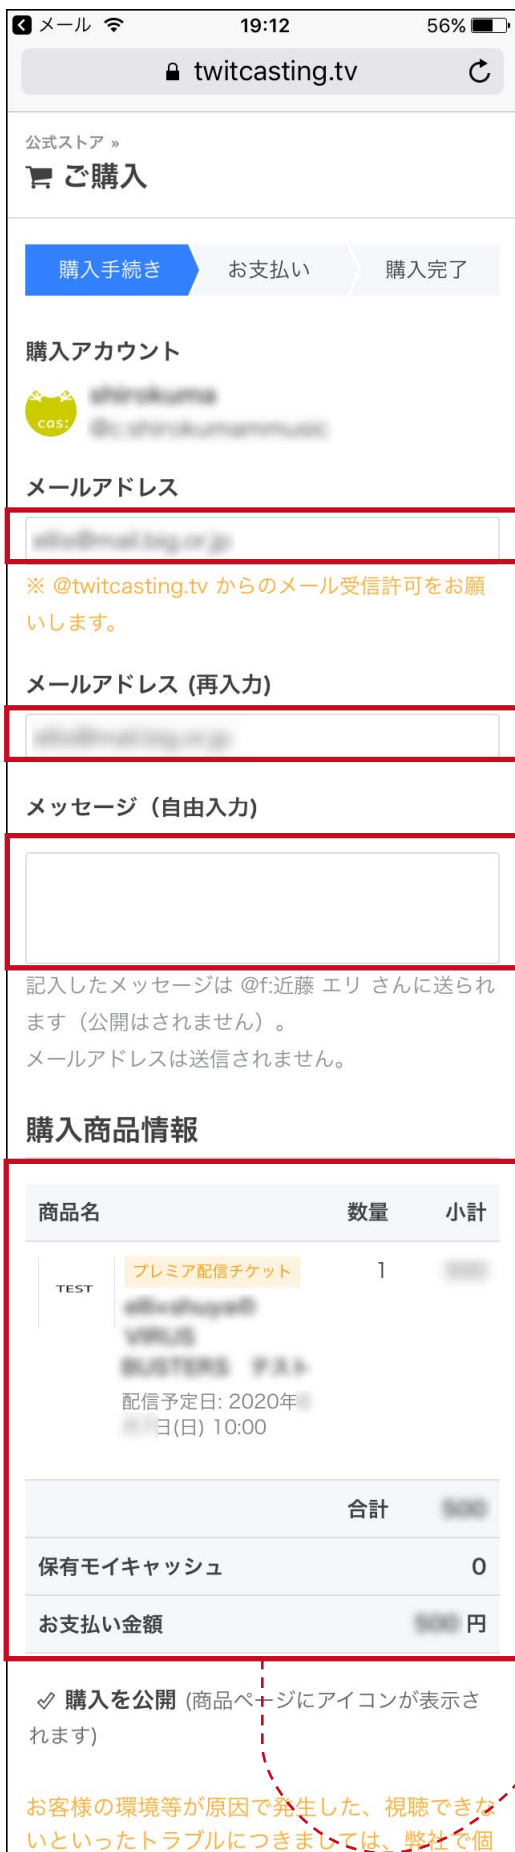 メール
19:12
56%
twitcasting.tv
公式ストア »
ご購入
購入手続き
お支払い
購入完了
購入アカウント
cas:
メールアドレス
※ @twitcasting.tv からのメール受信許可をお願
いします。
メールアドレス (再入力)
メッセージ（自由入力)
記入したメッセージは @f:近藤 エリ さんに送られ
ます（公開はされません）。
メールアドレスは送信されません。
購入商品情報
商品名 数量 小計
TEST
プレミア配信チケット 1
配信予定日: 2020年
日(日) 10:00
合計
保有モイキャッシュ 0
お支払い金額 円
購入を公開 (商品ページにアイコンが表示さ
れます)
お客様の環境等が原因で発生した、視聴できな
いといったトラブルにつきましては、弊社で個